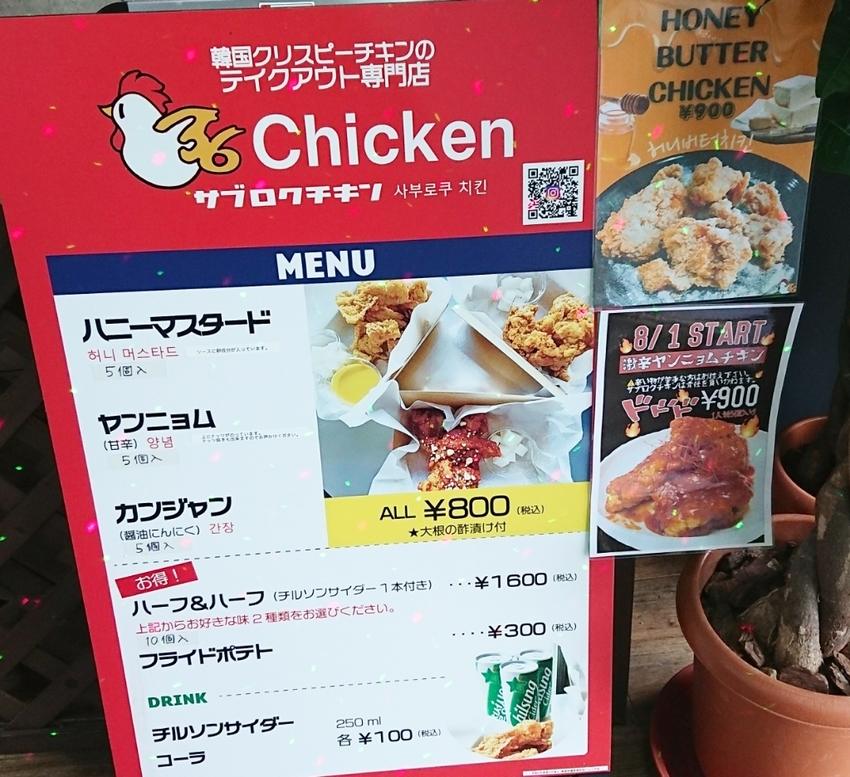 韓国クリスピーチキンの
テイクアウト専門店
36 Chicken
サブロクチキン 사부로쿠 치킨
MENU
ハニーマスタード
허니 머스타드
5個入
ヤンニョム
(甘辛) 양념
5個入
カンジャン
(醤油にんにく) 간장
5個入
ALL ¥800 (税込)
★大根の酢漬け付
お得!
ハーフ&ハーフ (チルソンサイダー1本付き) ···¥1600 (税込)
上記からお好きな味2種類をお選びください。
10個入
フライドポテト ····¥300 (税込)
DRINK
チルソンサイダー
コーラ
250 ml
各 ¥100 (税込)
HONEY
BUTTER
CHICKEN
¥900
허니버터치킨
8/1 START
激辛ヤンニョムチキン
ドドド ¥900